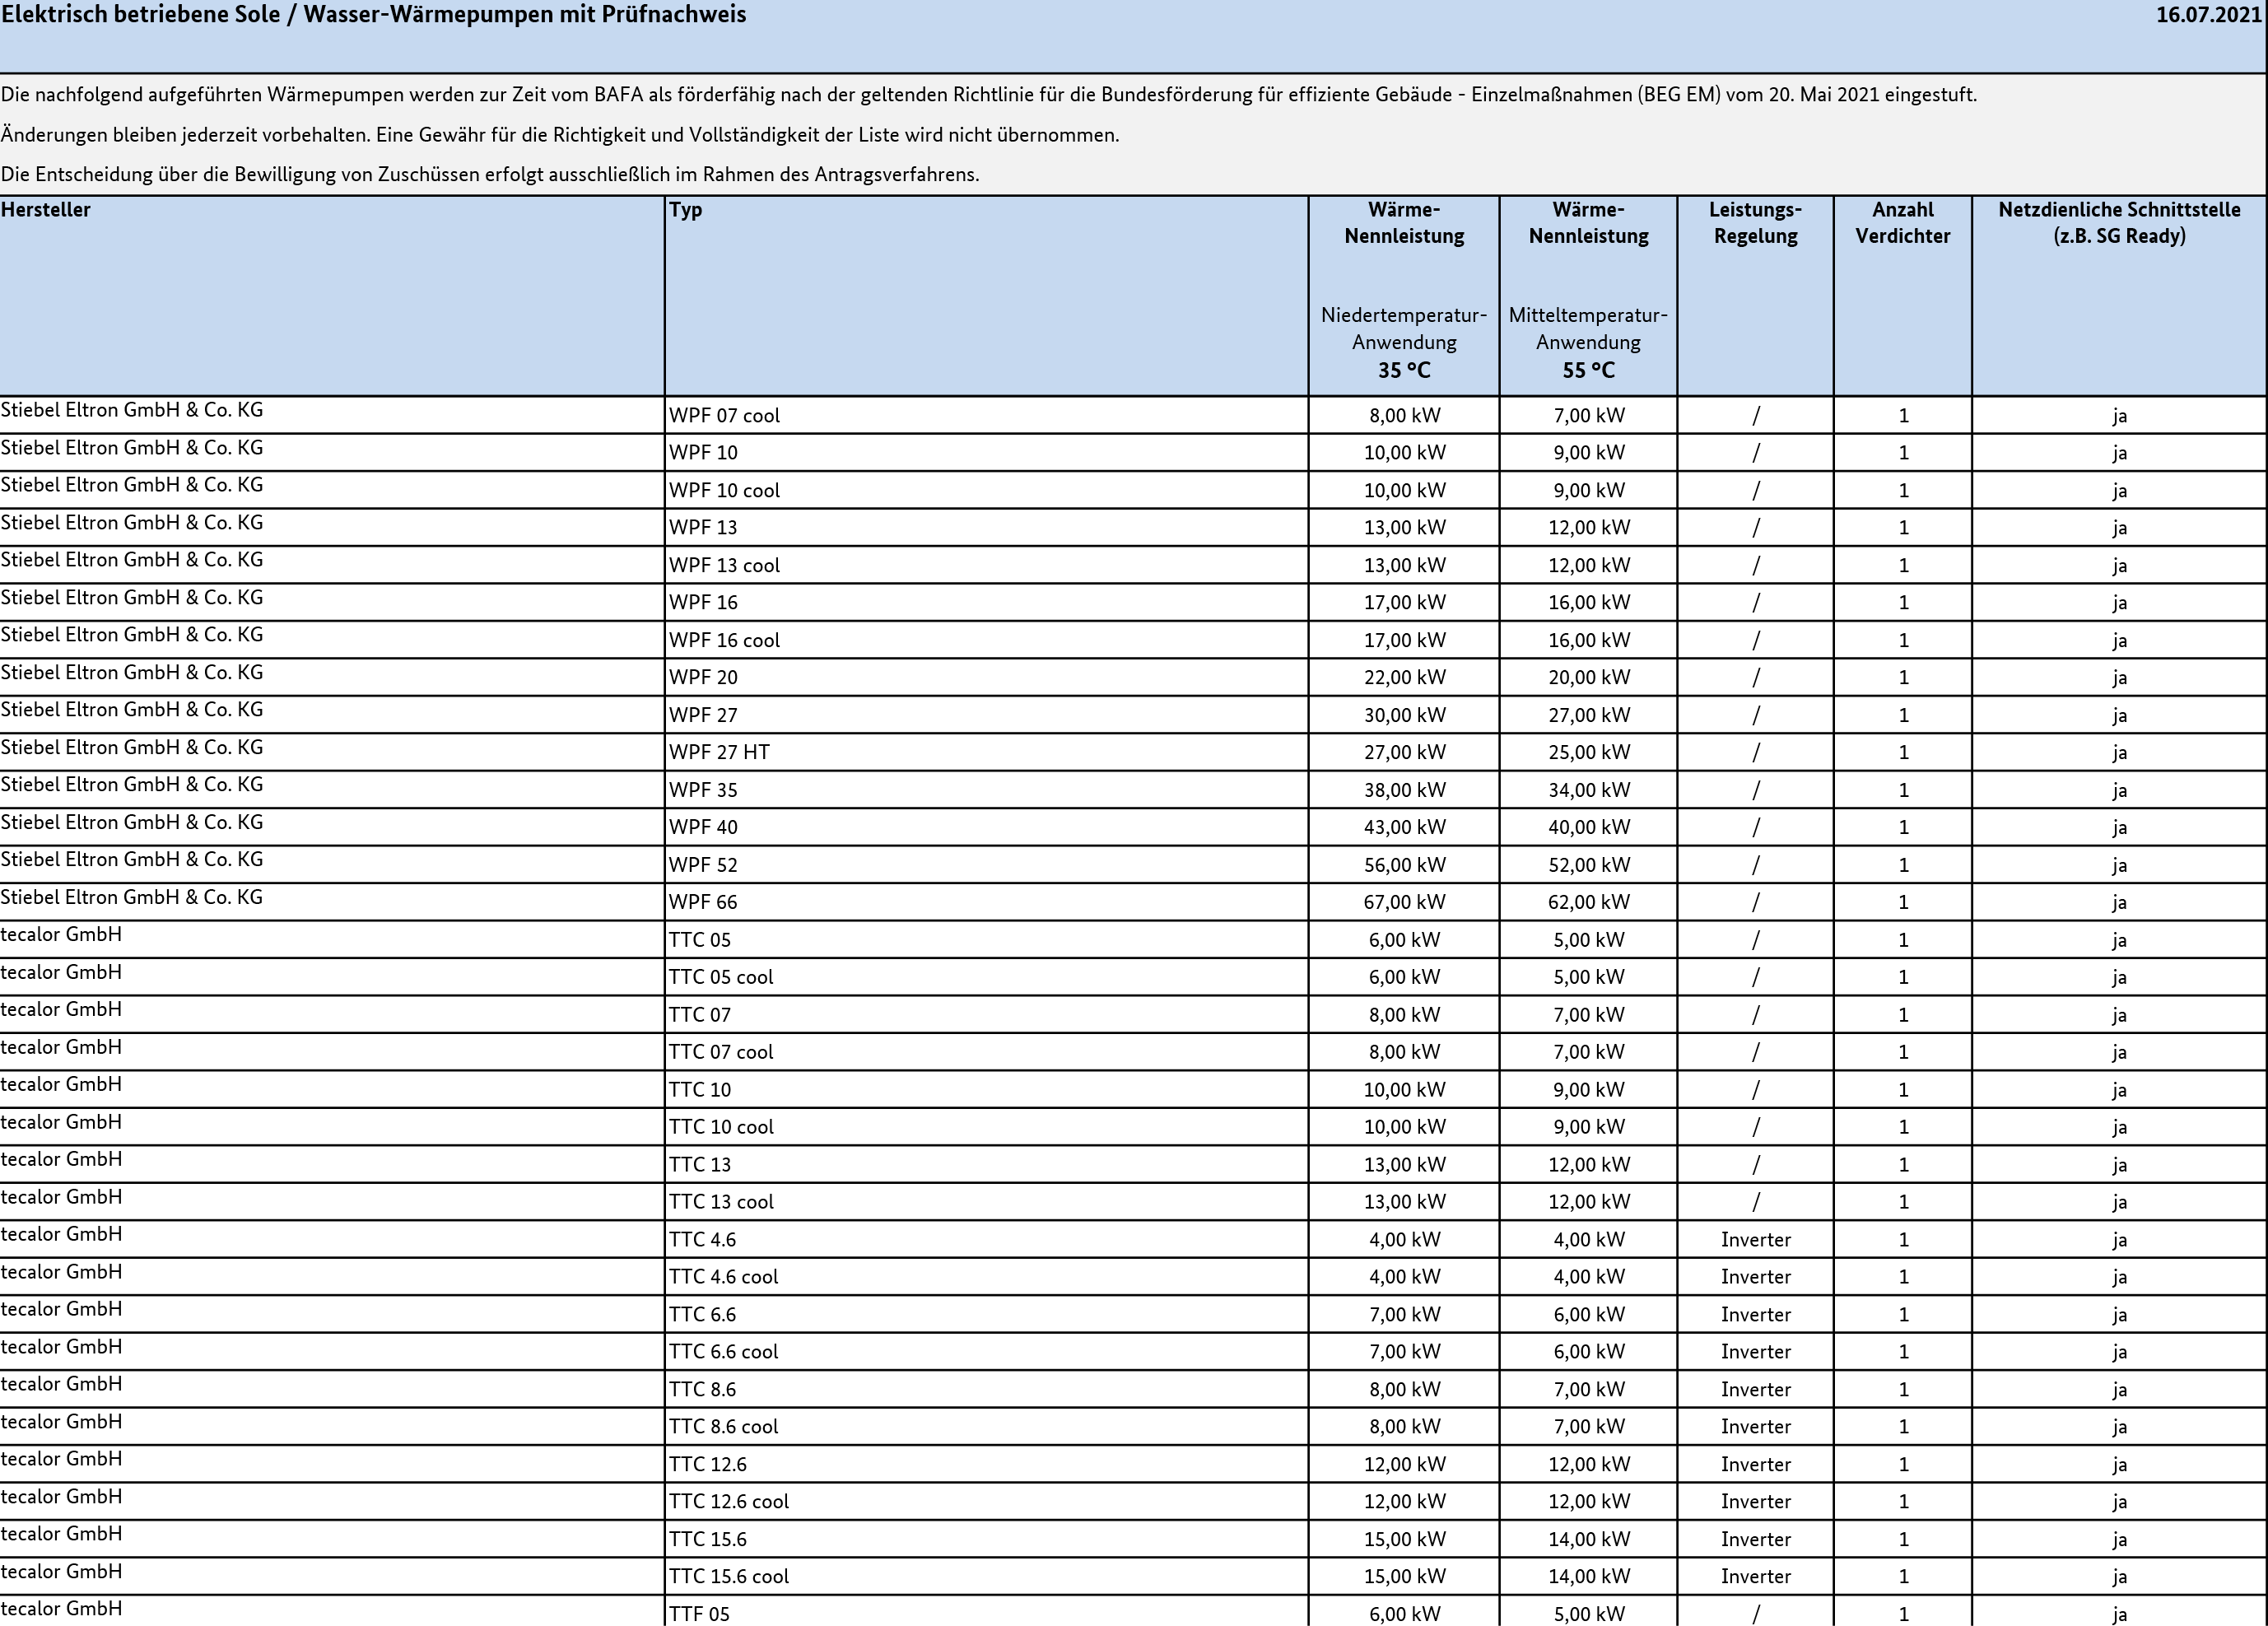 Elektrisch betriebene Sole / Wasser-Wärmepumpen mit Prüfnachweis 16.07.2021
Die nachfolgend aufgeführten Wärmepumpen werden zur Zeit vom BAFA als förderfähig nach der geltenden Richtlinie für die Bundesförderung für effiziente Gebäude - Einzelmaßnahmen (BEG EM) vom 20. Mai 2021 eingestuft.
Änderungen bleiben jederzeit vorbehalten. Eine Gewähr für die Richtigkeit und Vollständigkeit der Liste wird nicht übernommen.
Die Entscheidung über die Bewilligung von Zuschüssen erfolgt ausschließlich im Rahmen des Antragsverfahrens.
Hersteller Typ Wärme- Wärme- Leistungs- Anzahl Netzdienliche Schnittstelle
Nennleistung Nennleistung Regelung Verdichter (z.B. SG Ready)
Niedertemperatur- Mitteltemperatur-
Anwendung Anwendung
35 °C 55 °C
Stiebel Eltron GmbH & Co. KG WPF 07 cool 8,00 kW 7,00 kW / 1 ja
Stiebel Eltron GmbH & Co. KG WPF 10 10,00 kW 9,00 kW / 1 ja
Stiebel Eltron GmbH & Co. KG WPF 10 cool 10,00 kW 9,00 kW / 1 ja
Stiebel Eltron GmbH & Co. KG WPF 13 13,00 kW 12,00 kW / 1 ja
Stiebel Eltron GmbH & Co. KG WPF 13 cool 13,00 kW 12,00 kW / 1 ja
Stiebel Eltron GmbH & Co. KG WPF 16 17,00 kW 16,00 kW / 1 ja
Stiebel Eltron GmbH & Co. KG WPF 16 cool 17,00 kW 16,00 kW / 1 ja
Stiebel Eltron GmbH & Co. KG WPF 20 22,00 kW 20,00 kW / 1 ja
Stiebel Eltron GmbH & Co. KG WPF 27 30,00 kW 27,00 kW / 1 ja
Stiebel Eltron GmbH & Co. KG WPF 27 HT 27,00 kW 25,00 kW / 1 ja
Stiebel Eltron GmbH & Co. KG WPF 35 38,00 kW 34,00 kW / 1 ja
Stiebel Eltron GmbH & Co. KG WPF 40 43,00 kW 40,00 kW / 1 ja
Stiebel Eltron GmbH & Co. KG WPF 52 56,00 kW 52,00 kW / 1 ja
Stiebel Eltron GmbH & Co. KG WPF 66 67,00 kW 62,00 kW / 1 ja
tecalor GmbH TTC 05 6,00 kW 5,00 kW / 1 ja
tecalor GmbH TTC 05 cool 6,00 kW 5,00 kW / 1 ja
tecalor GmbH TTC 07 8,00 kW 7,00 kW / 1 ja
tecalor GmbH TTC 07 cool 8,00 kW 7,00 kW / 1 ja
tecalor GmbH TTC 10 10,00 kW 9,00 kW / 1 ja
tecalor GmbH TTC 10 cool 10,00 kW 9,00 kW / 1 ja
tecalor GmbH TTC 13 13,00 kW 12,00 kW / 1 ja
tecalor GmbH TTC 13 cool 13,00 kW 12,00 kW / 1 ja
tecalor GmbH TTC 4.6 4,00 kW 4,00 kW Inverter 1 ja
tecalor GmbH TTC 4.6 cool 4,00 kW 4,00 kW Inverter 1 ja
tecalor GmbH TTC 6.6 7,00 kW 6,00 kW Inverter 1 ja
tecalor GmbH TTC 6.6 cool 7,00 kW 6,00 kW Inverter 1 ja
tecalor GmbH TTC 8.6 8,00 kW 7,00 kW Inverter 1 ja
tecalor GmbH TTC 8.6 cool 8,00 kW 7,00 kW Inverter 1 ja
tecalor GmbH TTC 12.6 12,00 kW 12,00 kW Inverter 1 ja
tecalor GmbH TTC 12.6 cool 12,00 kW 12,00 kW Inverter 1 ja
tecalor GmbH TTC 15.6 15,00 kW 14,00 kW Inverter 1 ja
tecalor GmbH TTC 15.6 cool 15,00 kW 14,00 kW Inverter 1 ja
tecalor GmbH TTF 05 6,00 kW 5,00 kW / 1 ja